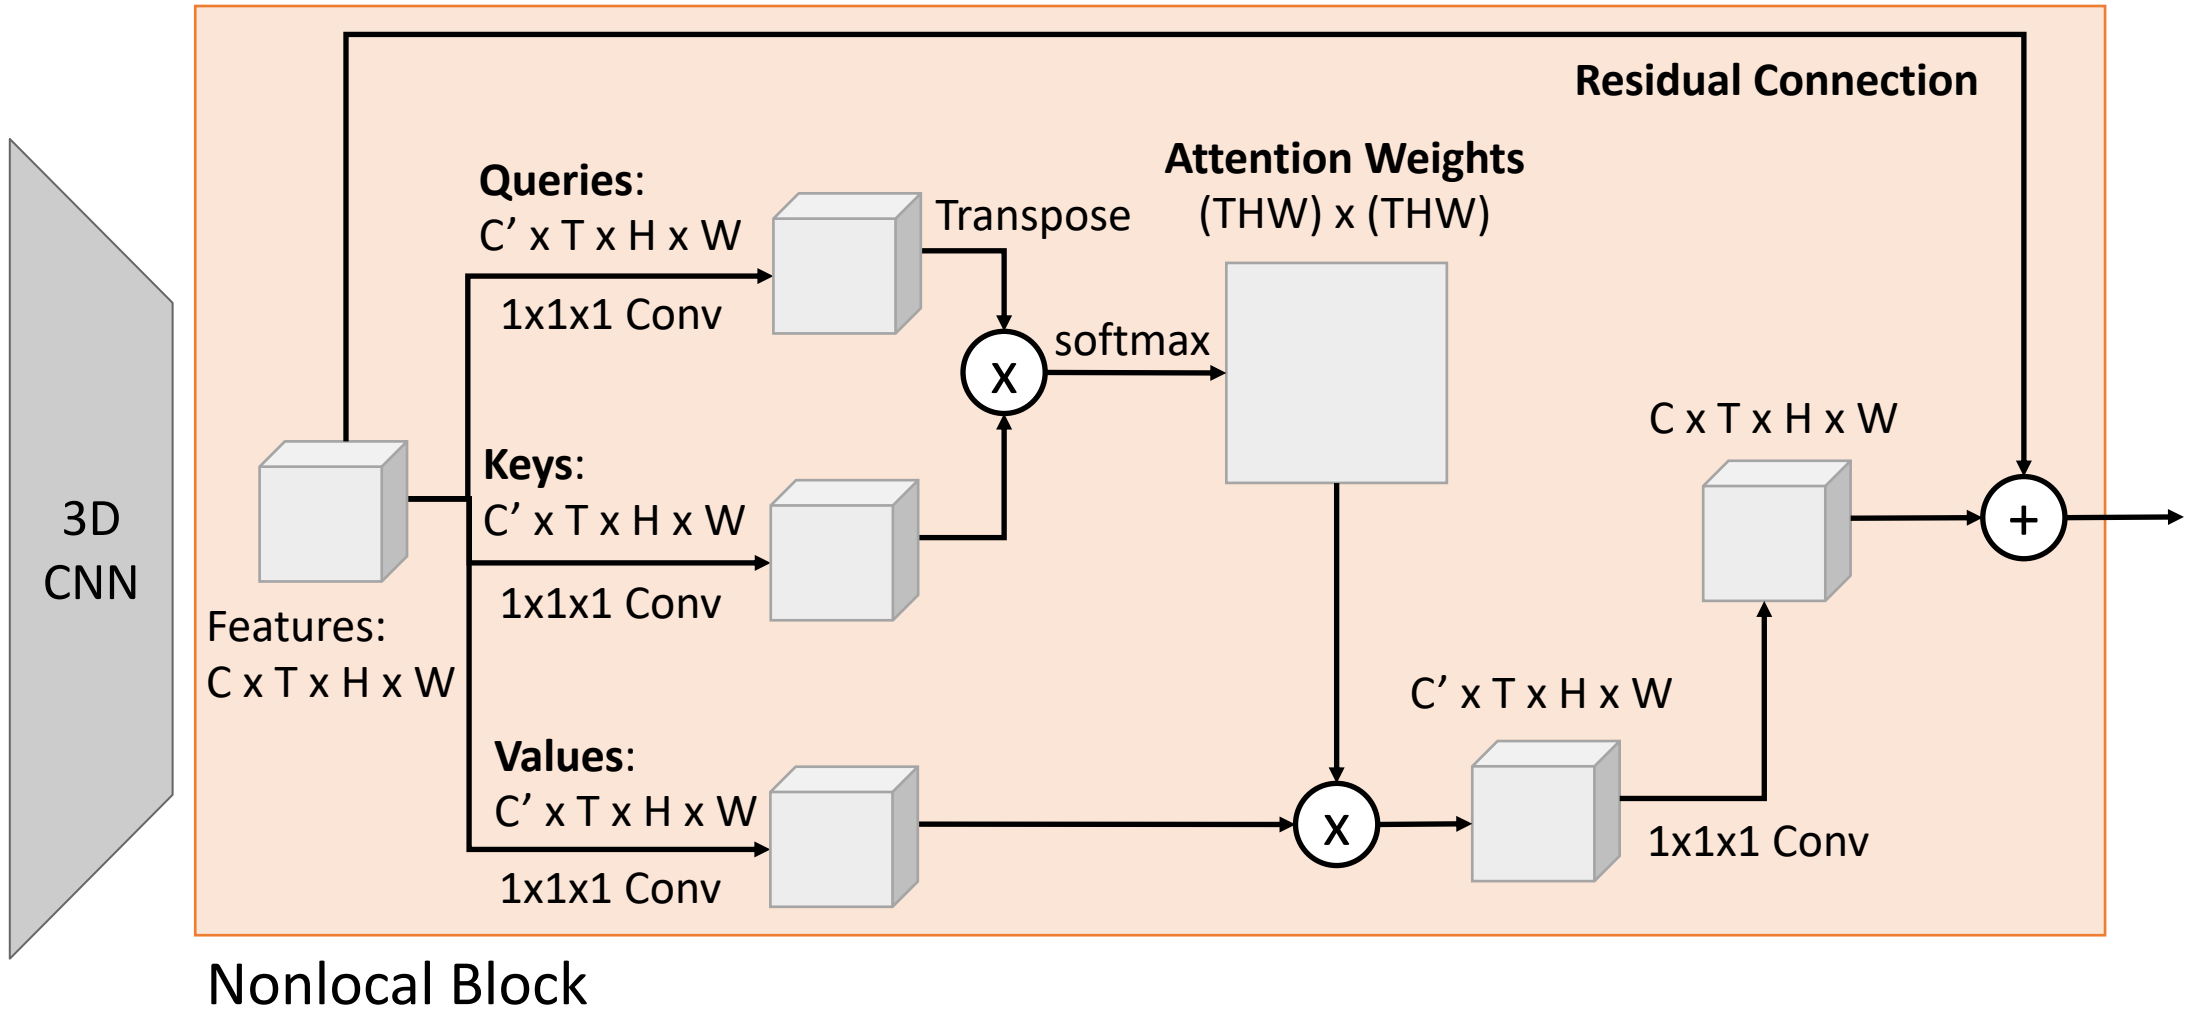 Residual Connection
Attention Weights
(THW) x (THW)
Queries:
C’ x T x H x W
1x1x1 Conv
Transpose
x
softmax
Keys:
C’ x T x H x W
1x1x1 Conv
3D
CNN
Features:
C x T x H x W
Values:
C’ x T x H x W
1x1x1 Conv
x
C’ x T x H x W
1x1x1 Conv
C x T x H x W
+
Nonlocal Block